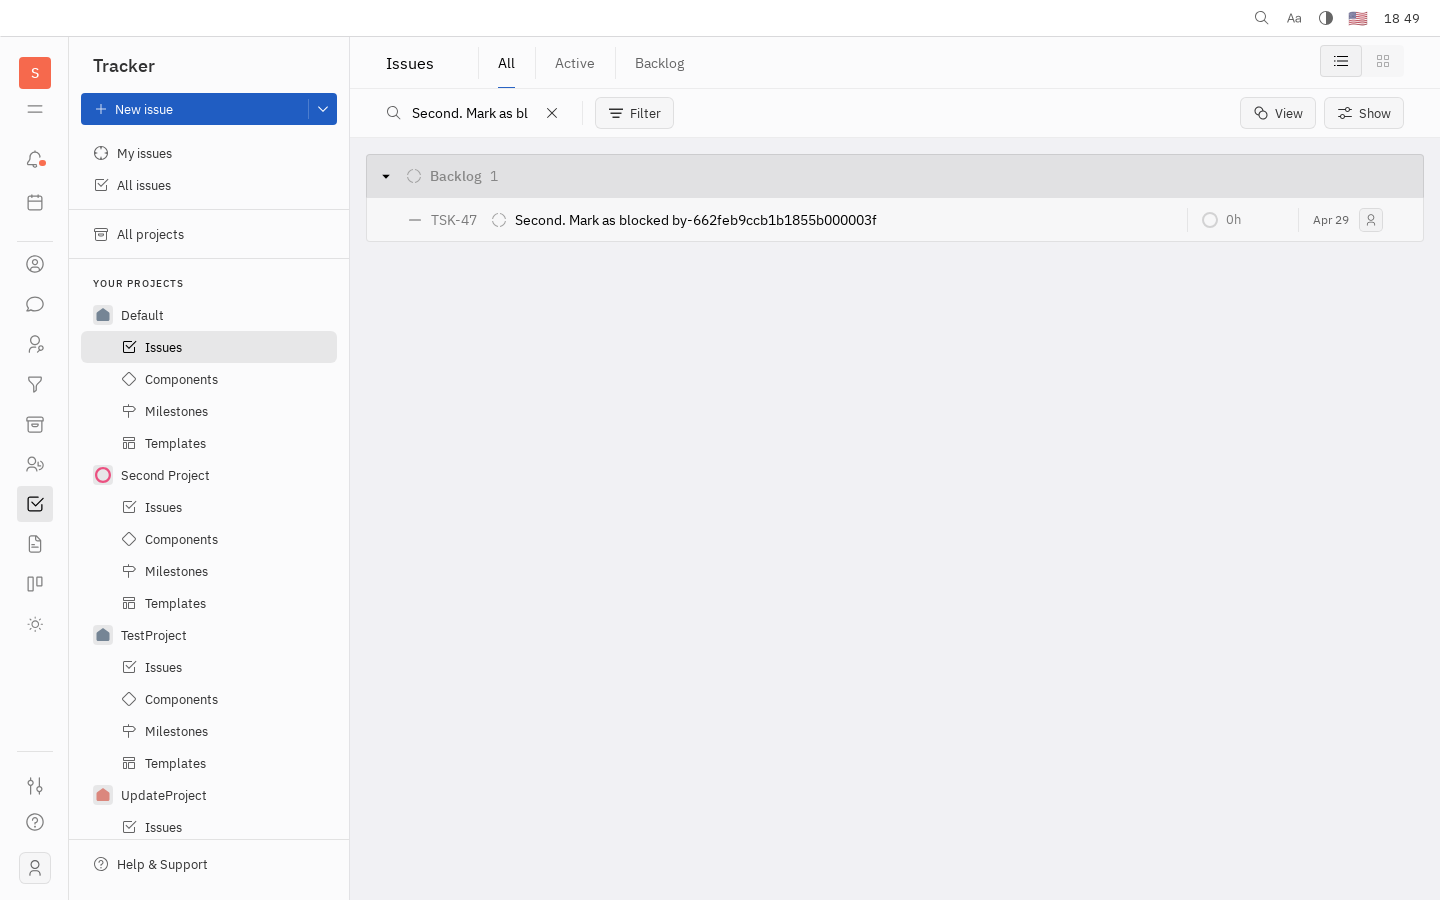 Aa
18 49
S
Tracker
New issue
My issues
All issues
All projects
YOUR PROJECTS
Default
Issues
Components
Milestones
Templates
Second Project
Issues
Components
Milestones
Templates
TestProject
Issues
Components
Milestones
Templates
UpdateProject
Issues
Help & Support
Issues
All
Active
Backlog
Second. Mark as bl
Filter
View
Show
Backlog 1
TSK-47 Second. Mark as blocked by-662feb9ccb1b1855b000003f 0h Apr 29